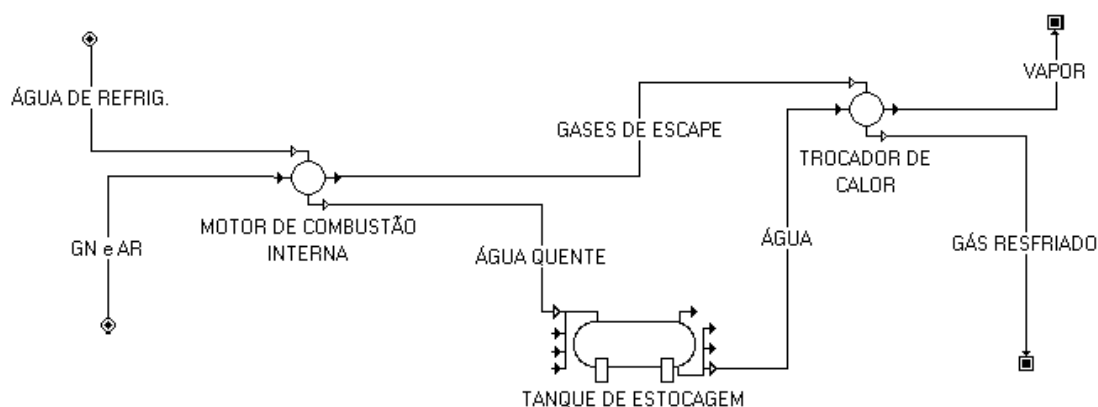 VAPOR
ÁGUA DE REFRIG.
GASES DE ESCAPE
TROCADOR DE
CALOR
MOTOR DE COMBUSTÃO
INTERNA
GN e AR
ÁGUA QUENTE
ÁGUA
GÁS RESFRIADO
TANQUE DE ESTOCAGEM